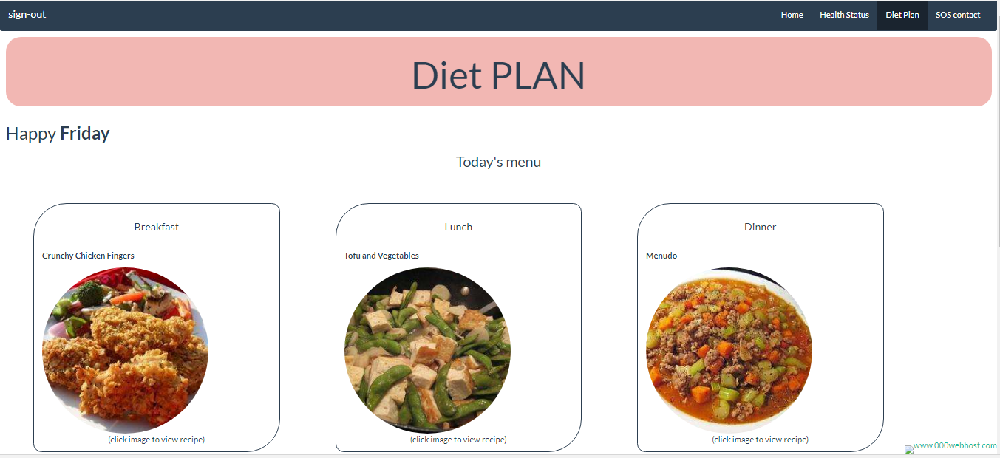 sign-out Home Health Status Diet Plan SOS contact
Diet PLAN
Happy Friday
Today's menu
Breakfast
Crunchy Chicken Fingers
(click image to view recipe)
Lunch
Tofu and Vegetables
(click image to view recipe)
Dinner
Menudo
(click image to view recipe)
www.000webhost.com